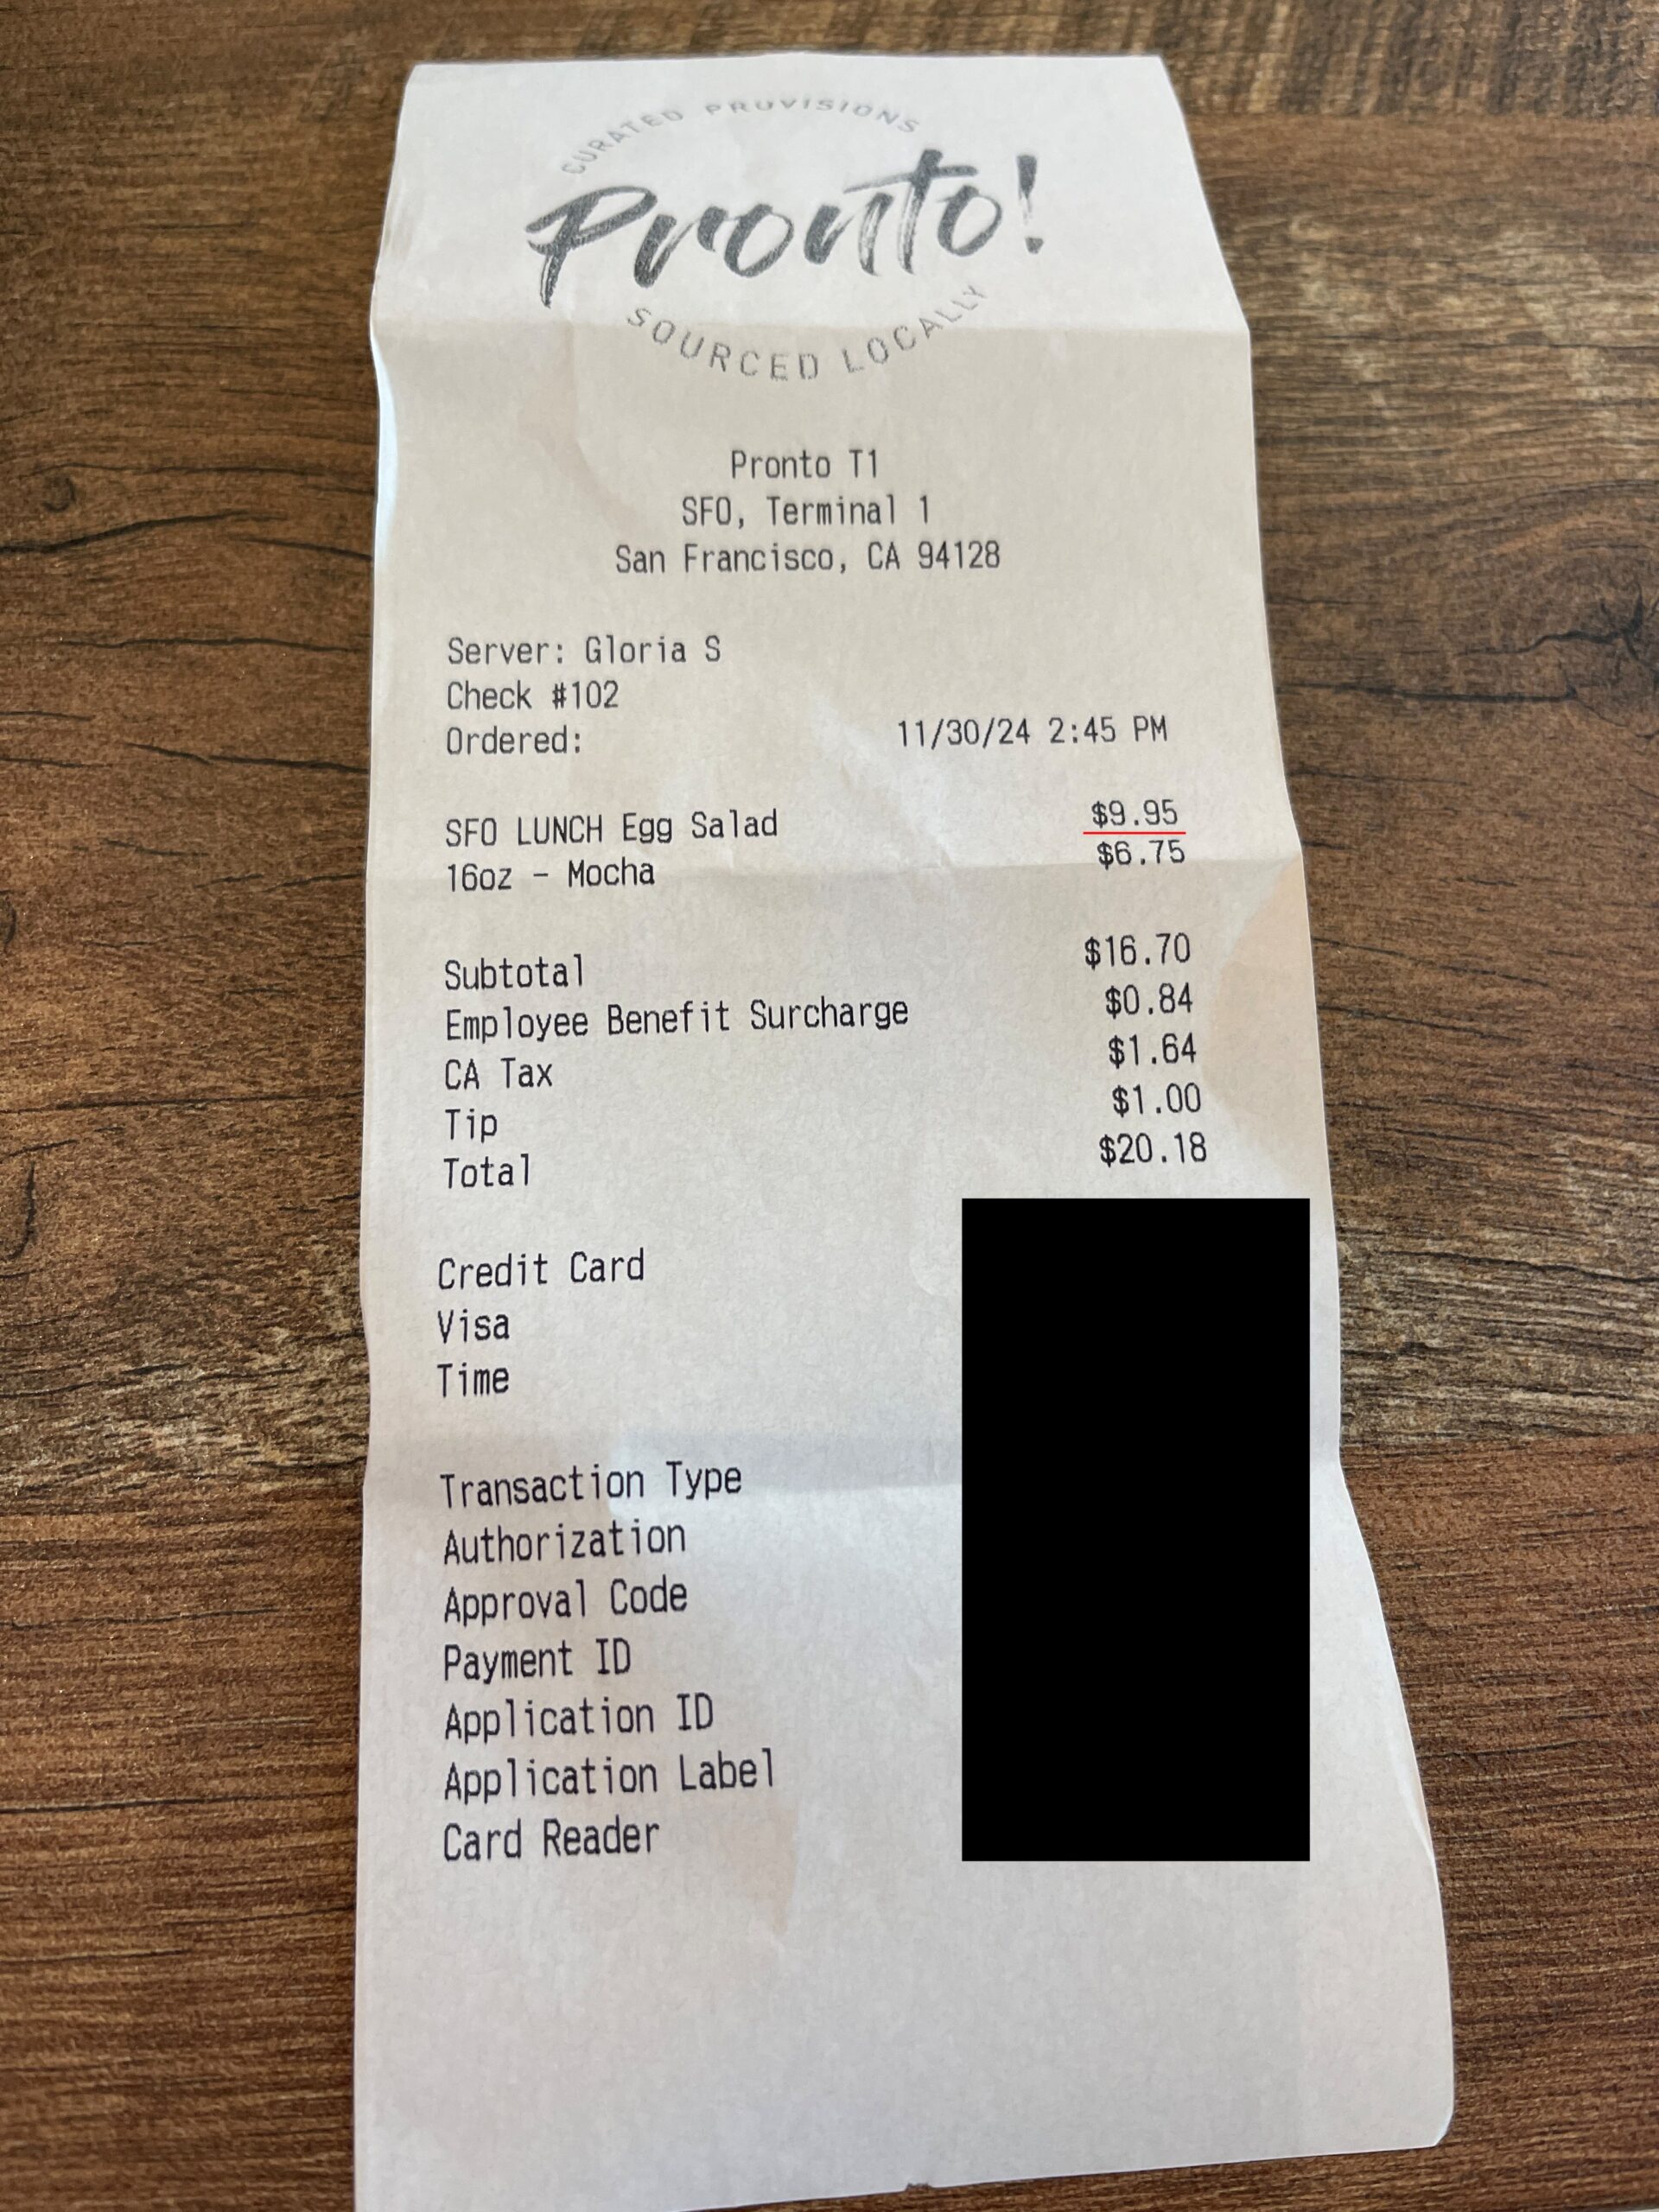 CURATED PROVISIONS
Pronto!
SOURCED LOCALLY
Pronto T1
SFO, Terminal 1
San Francisco, CA 94128
Server: Gloria S
Check #102
Ordered: 11/30/24 2:45 PM
SFO LUNCH Egg Salad $9.95
16oz - Mocha $6.75
Subtotal $16.70
Employee Benefit Surcharge $0.84
CA Tax $1.64
Tip $1.00
Total $20.18
Credit Card
Visa
Time
Transaction Type
Authorization
Approval Code
Payment ID
Application ID
Application Label
Card Reader